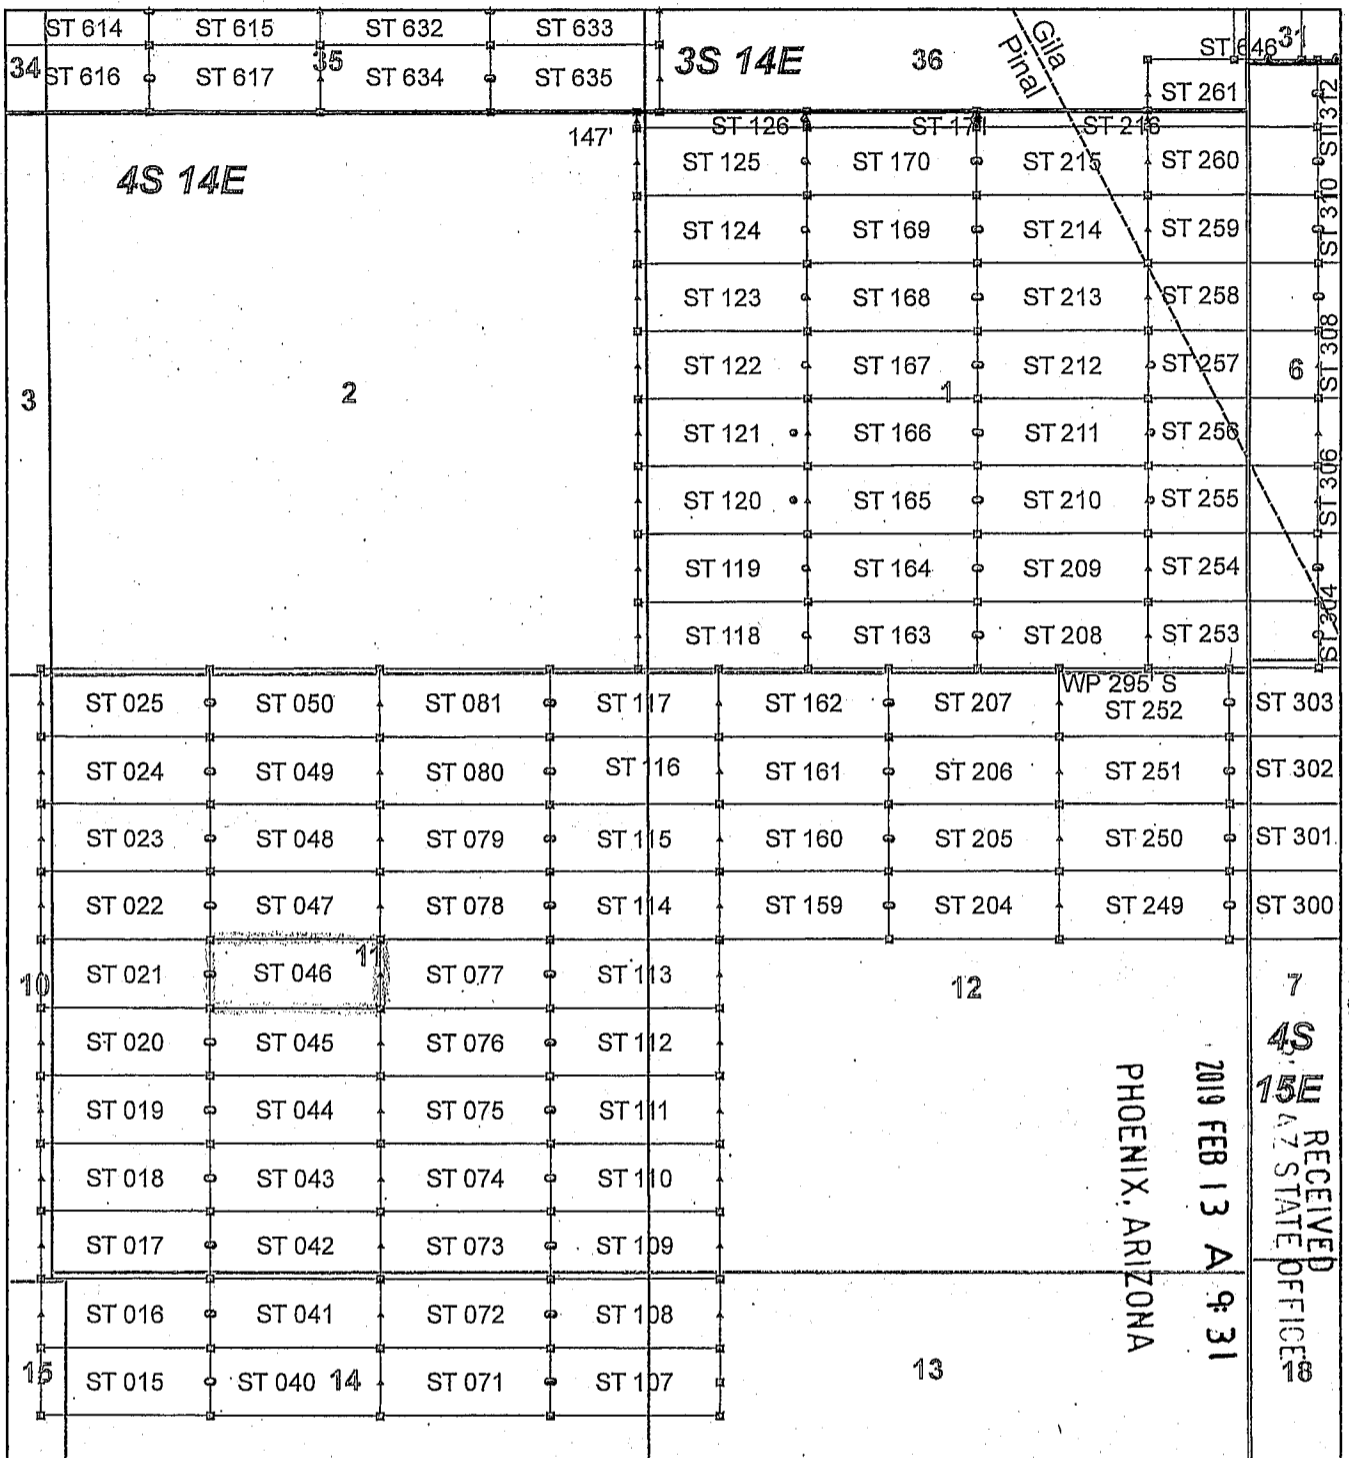 ST 614 ST 615 ST 632 ST 633
34 35 3S 14E 36 Gila Pinal ST 646 31
ST 616 ST 617 ST 634 ST 635 ST 261 ST 312
147' ST 126 ST 171 ST 216
4S 14E ST 125 ST 170 ST 215 ST 260
ST 124 ST 169 ST 214 ST 259 ST 310
ST 123 ST 168 ST 213 ST 258
ST 122 ST 167 ST 212 ST 257 6 ST 308
3 2 1
ST 121 ST 166 ST 211 ST 256
ST 120 ST 165 ST 210 ST 255 ST 306
ST 119 ST 164 ST 209 ST 254
ST 118 ST 163 ST 208 ST 253 ST 304
WP 295 S
ST 025 ST 050 ST 081 ST 117 ST 162 ST 207 ST 252 ST 303
ST 024 ST 049 ST 080 ST 116 ST 161 ST 206 ST 251 ST 302
ST 023 ST 048 ST 079 ST 115 ST 160 ST 205 ST 250 ST 301
ST 022 ST 047 ST 078 ST 114 ST 159 ST 204 ST 249 ST 300
10 ST 021 ST 046 11 ST 077 ST 113 12 7
4S
15E
ST 020 ST 045 ST 076 ST 112
ST 019 ST 044 ST 075 ST 111
ST 018 ST 043 ST 074 ST 110
ST 017 ST 042 ST 073 ST 109
ST 016 ST 041 ST 072 ST 108
15 ST 015 ST 040 14 ST 071 ST 107 13 18
RECEIVED
AZ STATE OFFICE
2019 FEB 13 A 9:31
PHOENIX, ARIZONA